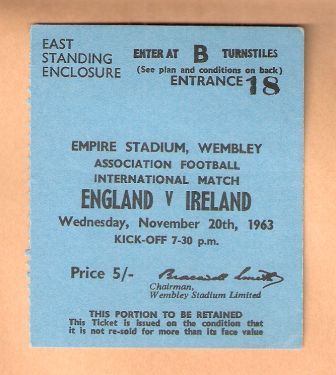 EAST
STANDING
ENCLOSURE
ENTER AT B TURNSTILES
(See plan and conditions on back)
ENTRANCE 18
EMPIRE STADIUM, WEMBLEY
ASSOCIATION FOOTBALL
INTERNATIONAL MATCH
ENGLAND V IRELAND
Wednesday, November 20th, 1963
KICK-OFF 7-30 p.m.
Price 5/-
Bracewell Smith
Chairman,
Wembley Stadium Limited
THIS PORTION TO BE RETAINED
This Ticket is issued on the condition that
it is not re-sold for more than its face value